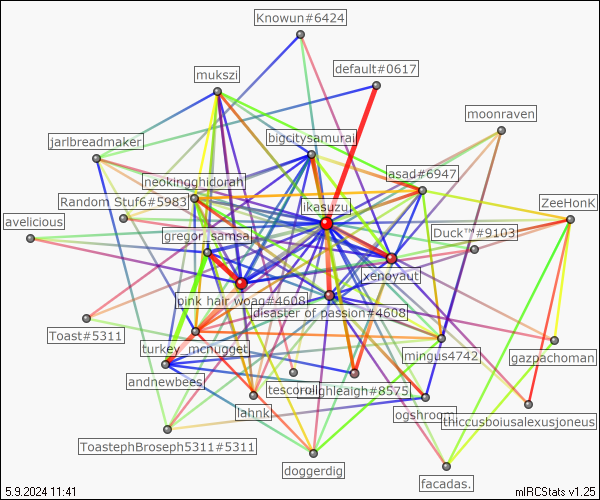 Knowun#6424
default#0617
mukszi
moonraven
bigcitysamurai
jarlbreadmaker
asad#6947
neokingghidorah
Random Stuf6#5983
ikasuzu
ZeeHonK
avelicious
gregor_samsa
Duck™#9103
xenoyaut
pink hair woag#4608
disaster of passion#4608
Toast#5311
turkey_mcnugget
mingus4742
gazpachoman
andnewbees
tescoroll
ighleigh#8575
lahnk
ogshroom
thiccusboiusalexusjoneus
ToastephBroseph5311#5311
doggerdig
facadas.
5.9.2024 11:41
mIRCStats v1.25